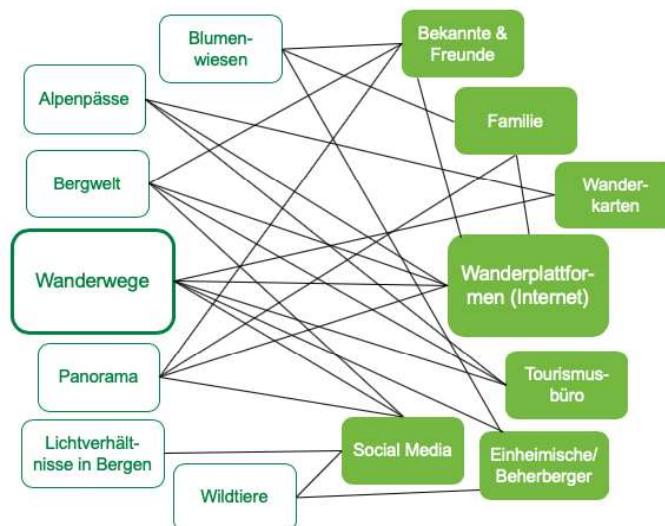 Blumen-
wiesen
Bekannte &
Freunde
Alpenpässe
Familie
Bergwelt
Wander-
karten
Wanderwege
Wanderplattfor-
men (Internet)
Panorama
Tourismus-
büro
Lichtverhält-
nisse in Bergen
Social Media
Einheimische/
Beherberger
Wildtiere